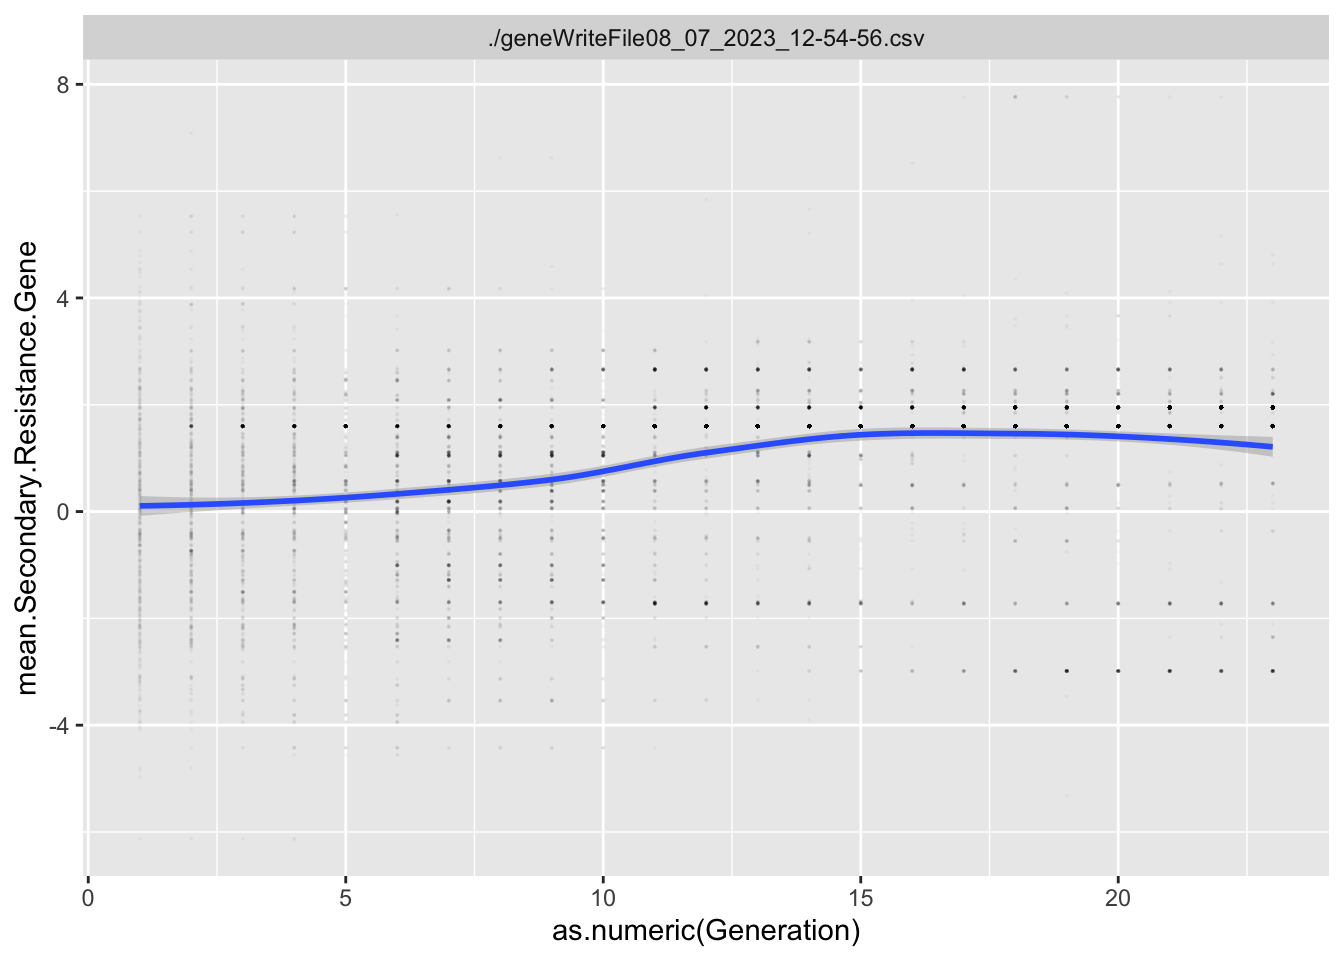 ./geneWriteFile08_07_2023_12-54-56.csv
8
4
0
-4
mean.Secondary.Resistance.Gene
0 5 10 15 20
as.numeric(Generation)